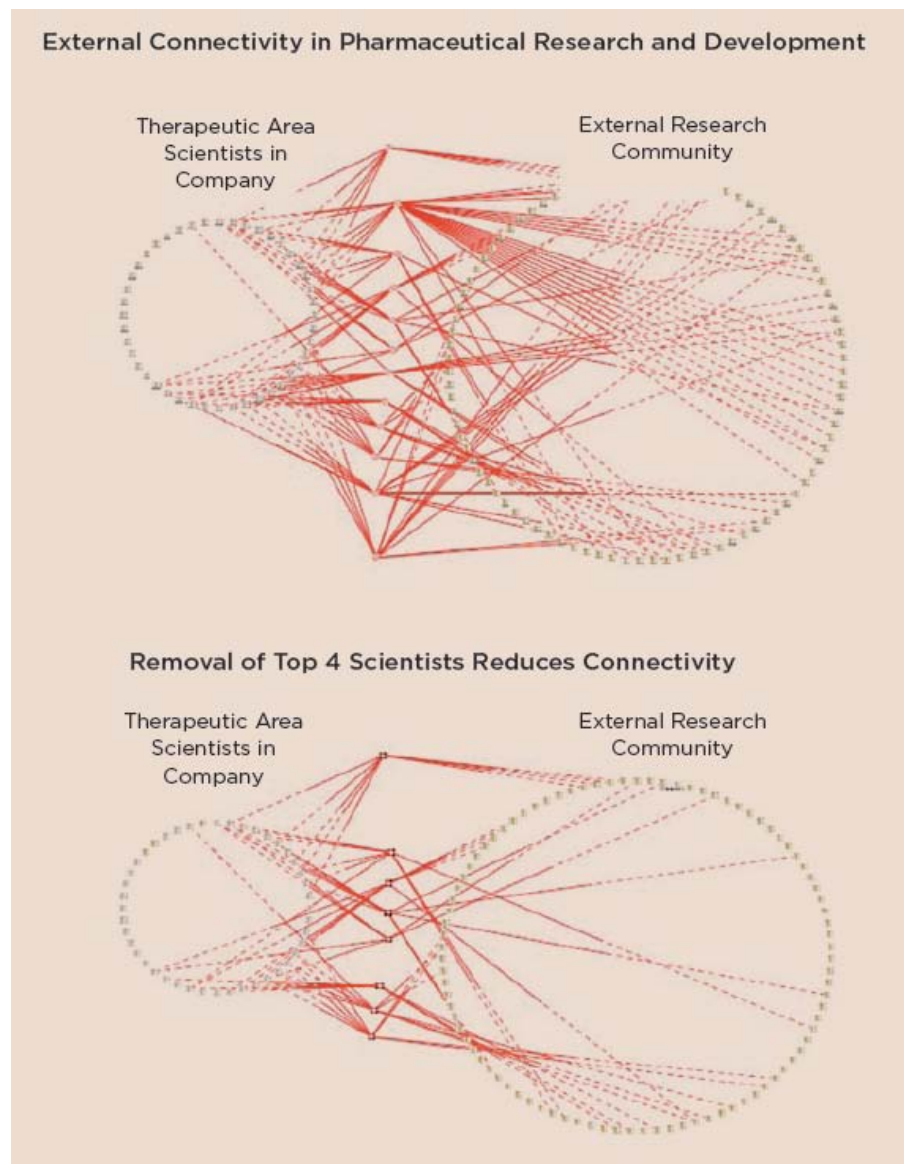 External Connectivity in Pharmaceutical Research and Development
Therapeutic Area
Scientists in
Company
External Research
Community
Removal of Top 4 Scientists Reduces Connectivity
Therapeutic Area
Scientists in
Company
External Research
Community